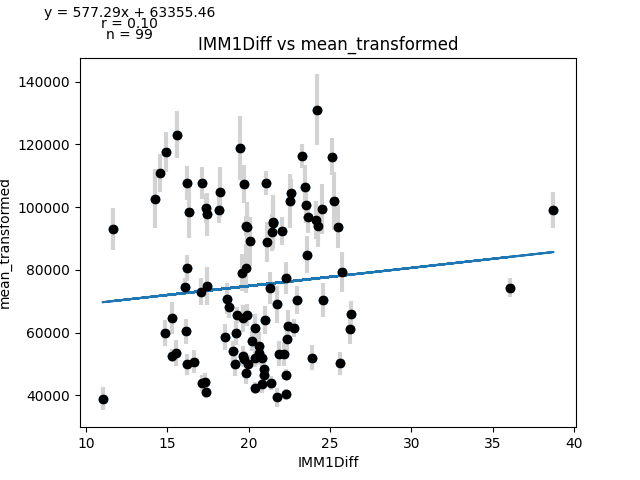 y = 577.29x + 63355.46
r = 0.10
n = 99
IMM1Diff vs mean_transformed
mean_transformed
140000
120000
100000
80000
60000
40000
10 15 20 25 30 35 40
IMM1Diff